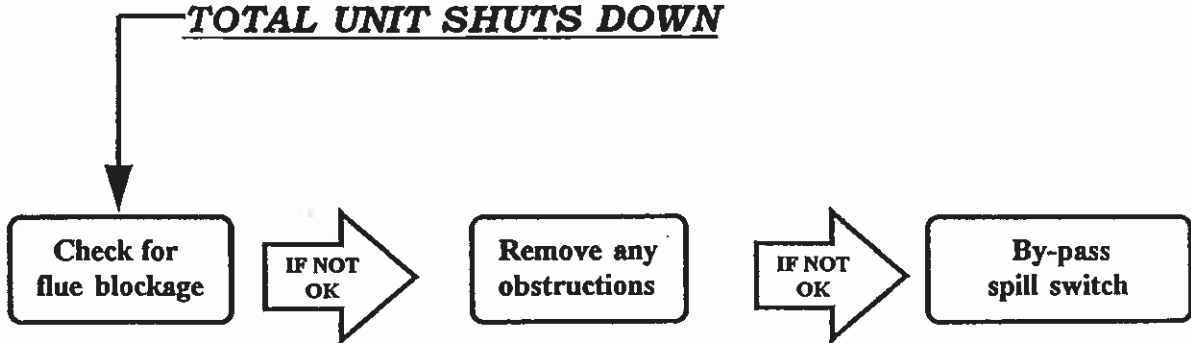 TOTAL UNIT SHUTS DOWN
Check for
flue blockage
IF NOT
OK
Remove any
obstructions
IF NOT
OK
By-pass
spill switch